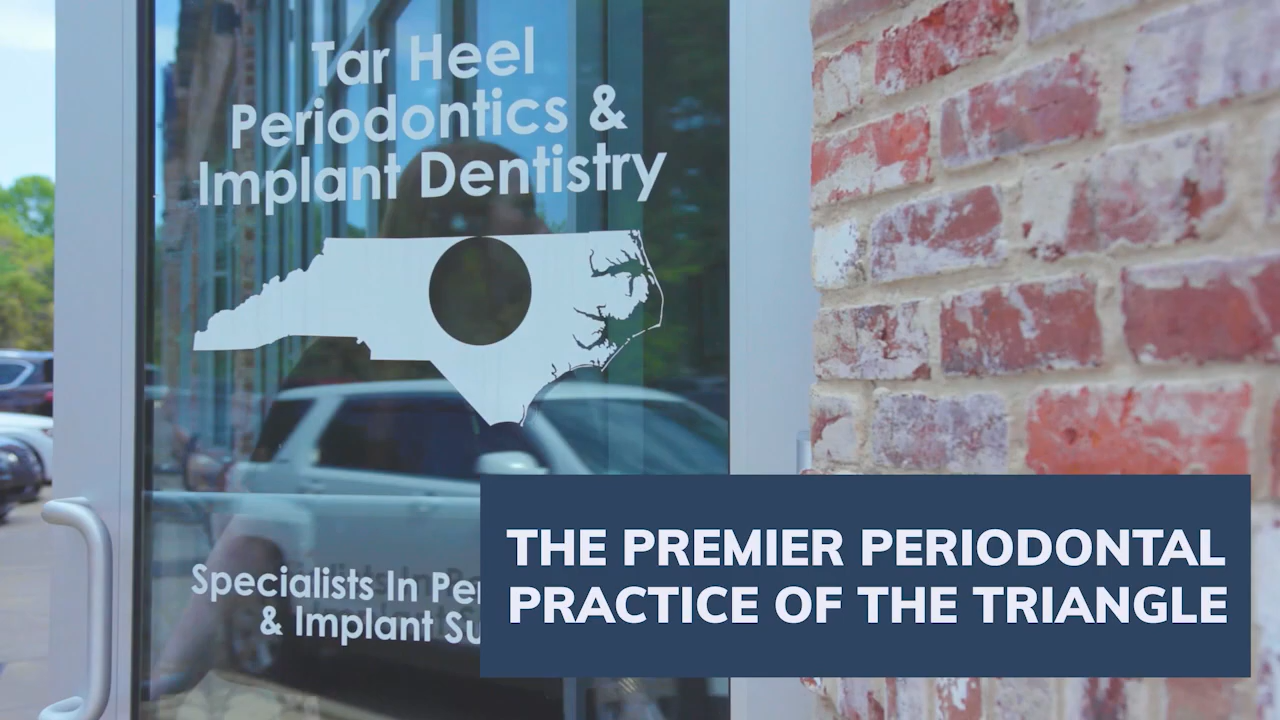 Tar Heel
Periodontics &
Implant Dentistry
Specialists In
& Implant
THE PREMIER PERIODONTAL
PRACTICE OF THE TRIANGLE